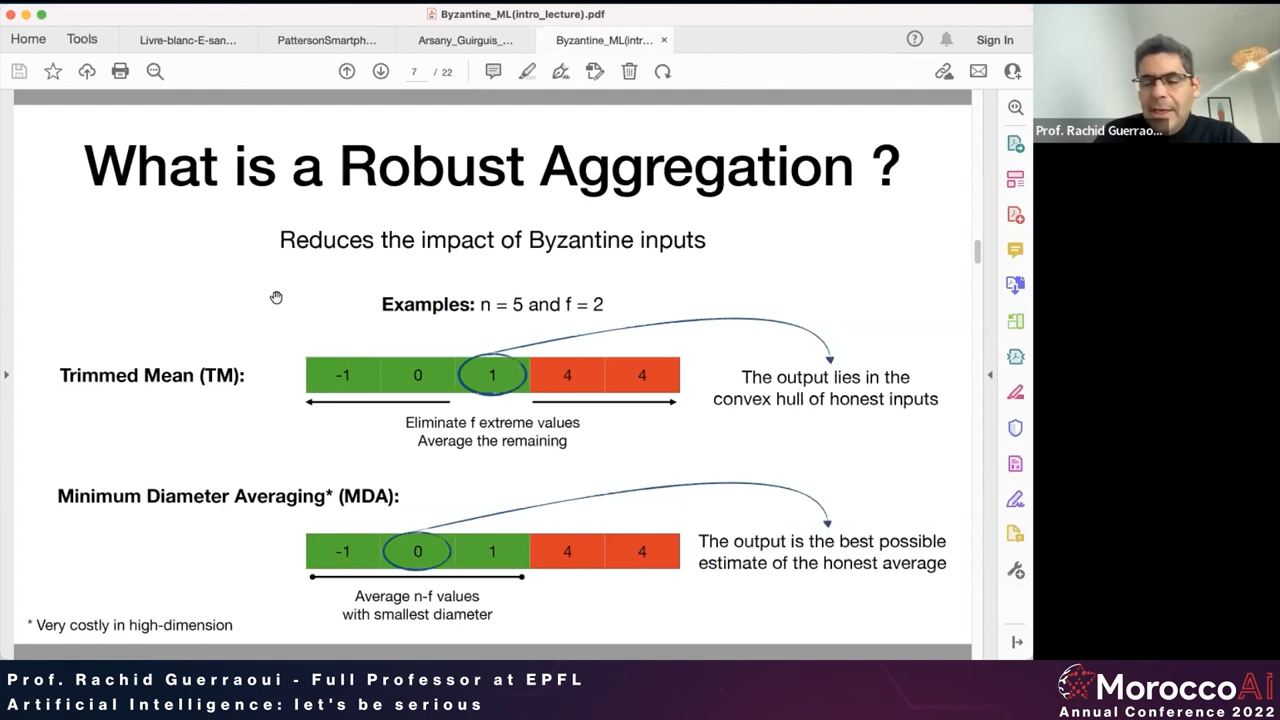 Byzantine_ML(intro_lecture).pdf
Home Tools Livre-blanc-E-san... PattersonSmartph... Arsany_Guirguis_... Byzantine_ML(intr... × Sign In
7 / 22
What is a Robust Aggregation ?
Reduces the impact of Byzantine inputs
Examples: n = 5 and f = 2
Trimmed Mean (TM):
-1 0 1 4 4
The output lies in the
convex hull of honest inputs
Eliminate f extreme values
Average the remaining
Minimum Diameter Averaging* (MDA):
-1 0 1 4 4
The output is the best possible
estimate of the honest average
Average n-f values
with smallest diameter
* Very costly in high-dimension
Prof. Rachid Guerrao...
Prof. Rachid Guerraoui - Full Professor at EPFL
Artificial Intelligence: let's be serious
MoroccoAi
Annual Conference 2022